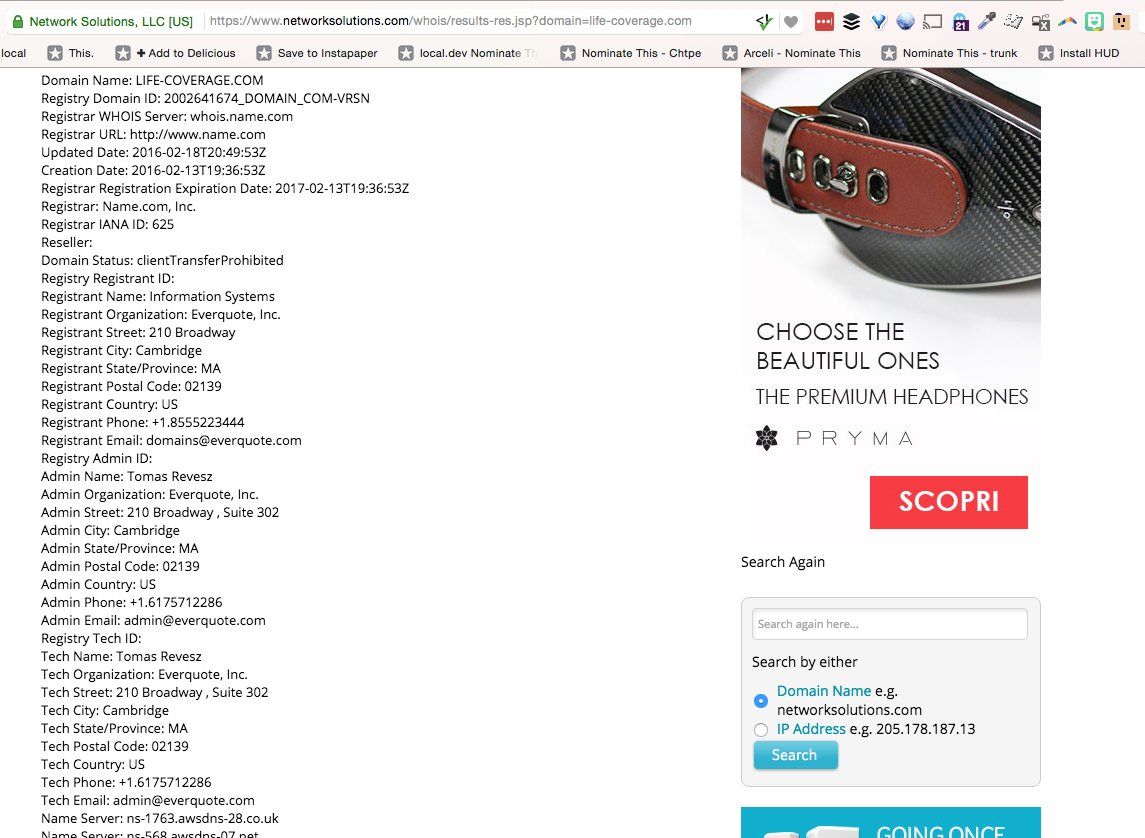 Network Solutions, LLC [US]
https://www.networksolutions.com/whois/results-res.jsp?domain=life-coverage.com
21
local
This.
+ Add to Delicious
Save to Instapaper
local.dev Nominate Th
Nominate This - Chtpe
Arceli - Nominate This
Nominate This - trunk
Install HUD
Domain Name: LIFE-COVERAGE.COM
Registry Domain ID: 2002641674_DOMAIN_COM-VRSN
Registrar WHOIS Server: whois.name.com
Registrar URL: http://www.name.com
Updated Date: 2016-02-18T20:49:53Z
Creation Date: 2016-02-13T19:36:53Z
Registrar Registration Expiration Date: 2017-02-13T19:36:53Z
Registrar: Name.com, Inc.
Registrar IANA ID: 625
Reseller:
Domain Status: clientTransferProhibited
Registry Registrant ID:
Registrant Name: Information Systems
Registrant Organization: Everquote, Inc.
Registrant Street: 210 Broadway
Registrant City: Cambridge
Registrant State/Province: MA
Registrant Postal Code: 02139
Registrant Country: US
Registrant Phone: +1.8555223444
Registrant Email: domains@everquote.com
Registry Admin ID:
Admin Name: Tomas Revesz
Admin Organization: Everquote, Inc.
Admin Street: 210 Broadway , Suite 302
Admin City: Cambridge
Admin State/Province: MA
Admin Postal Code: 02139
Admin Country: US
Admin Phone: +1.6175712286
Admin Email: admin@everquote.com
Registry Tech ID:
Tech Name: Tomas Revesz
Tech Organization: Everquote, Inc.
Tech Street: 210 Broadway , Suite 302
Tech City: Cambridge
Tech State/Province: MA
Tech Postal Code: 02139
Tech Country: US
Tech Phone: +1.6175712286
Tech Email: admin@everquote.com
Name Server: ns-1763.awsdns-28.co.uk
Name Server: ns-568.awsdns-07.net
CHOOSE THE
BEAUTIFUL ONES
THE PREMIUM HEADPHONES
PRYMA
SCOPRI
Search Again
Search again here...
Search by either
Domain Name e.g.
networksolutions.com
IP Address e.g. 205.178.187.13
Search
GOING ONCE